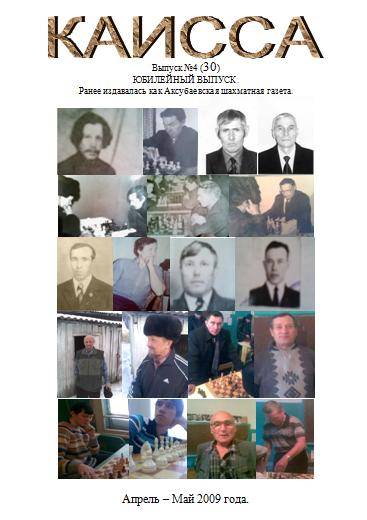 КАИССА
Выпуск №4 (30)
ЮБИЛЕЙНЫЙ ВЫПУСК.
Ранее издавалась как Аксубаевская шахматная газета.
Апрель – Май 2009 года.